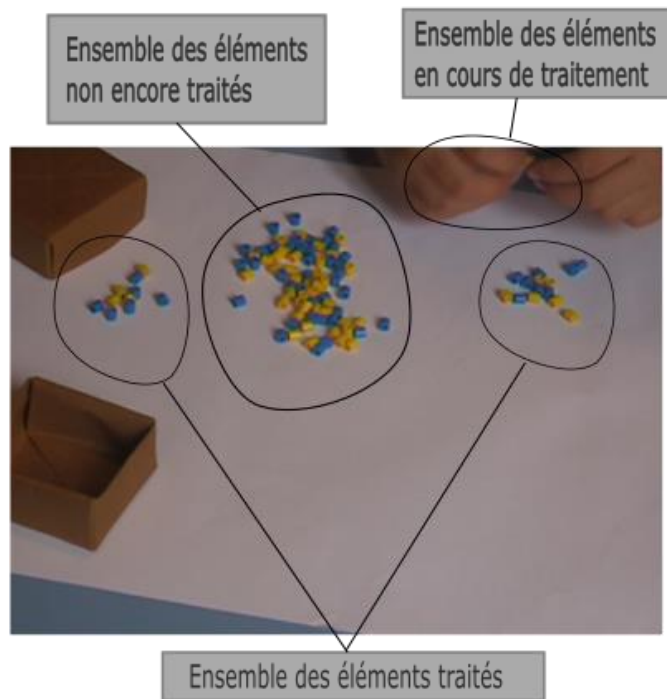 Ensemble des éléments
non encore traités
Ensemble des éléments
en cours de traitement
Ensemble des éléments traités